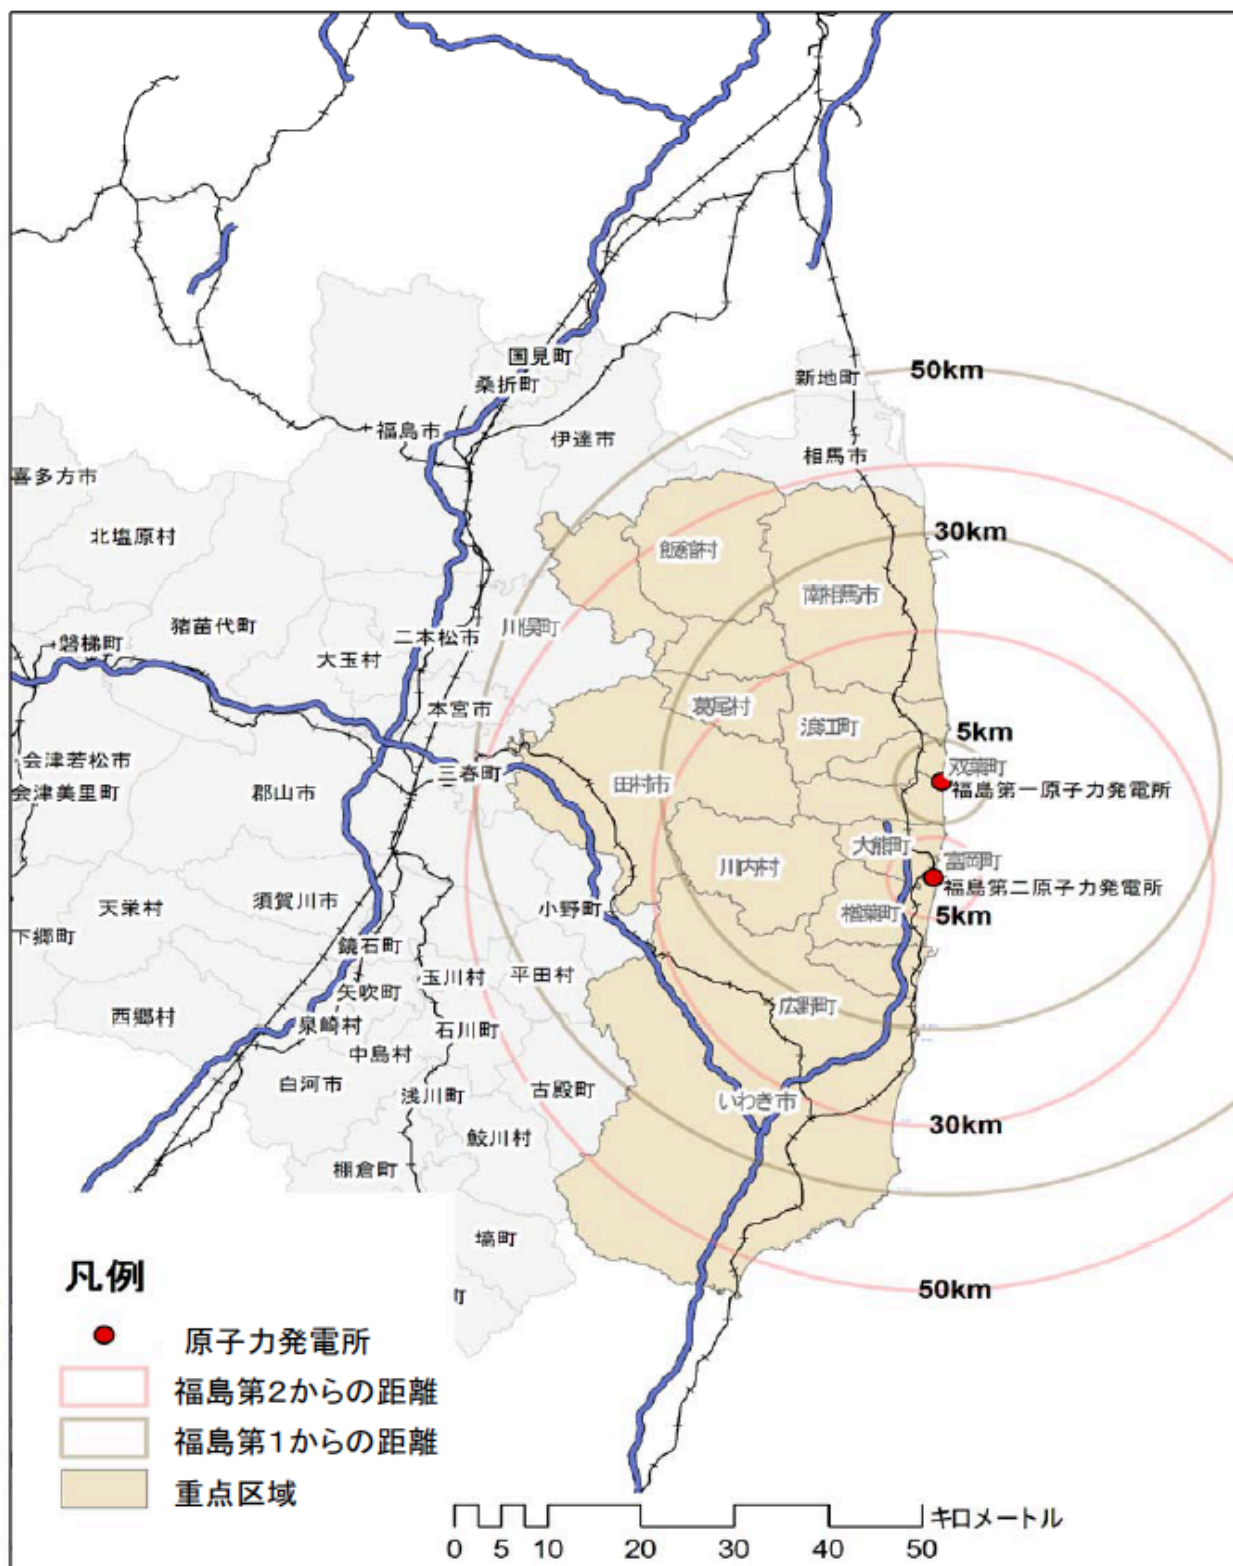 国見町
桑折町
新地町
50km
福島市
伊達市
相馬市
喜多方市
北塩原村
30km
飯舘村
南相馬市
猪苗代町
川俣町
磐梯町
大玉村
二本松市
本宮市
葛尾村
浪江町
5km
会津若松市
会津美里町
郡山市
三春町
田村市
双葉町
福島第一原子力発電所
大熊町
富岡町
川内村
福島第二原子力発電所
天栄村
須賀川市
小野町
楢葉町
5km
下郷町
鏡石町
玉川村
平田村
矢吹町
広野町
西郷村
泉崎村
石川町
中島村
白河市
浅川町
古殿町
いわき市
鮫川村
30km
棚倉町
塙町
50km
町
凡例
原子力発電所
福島第2からの距離
福島第1からの距離
重点区域
キロメートル
0 5 10 20 30 40 50